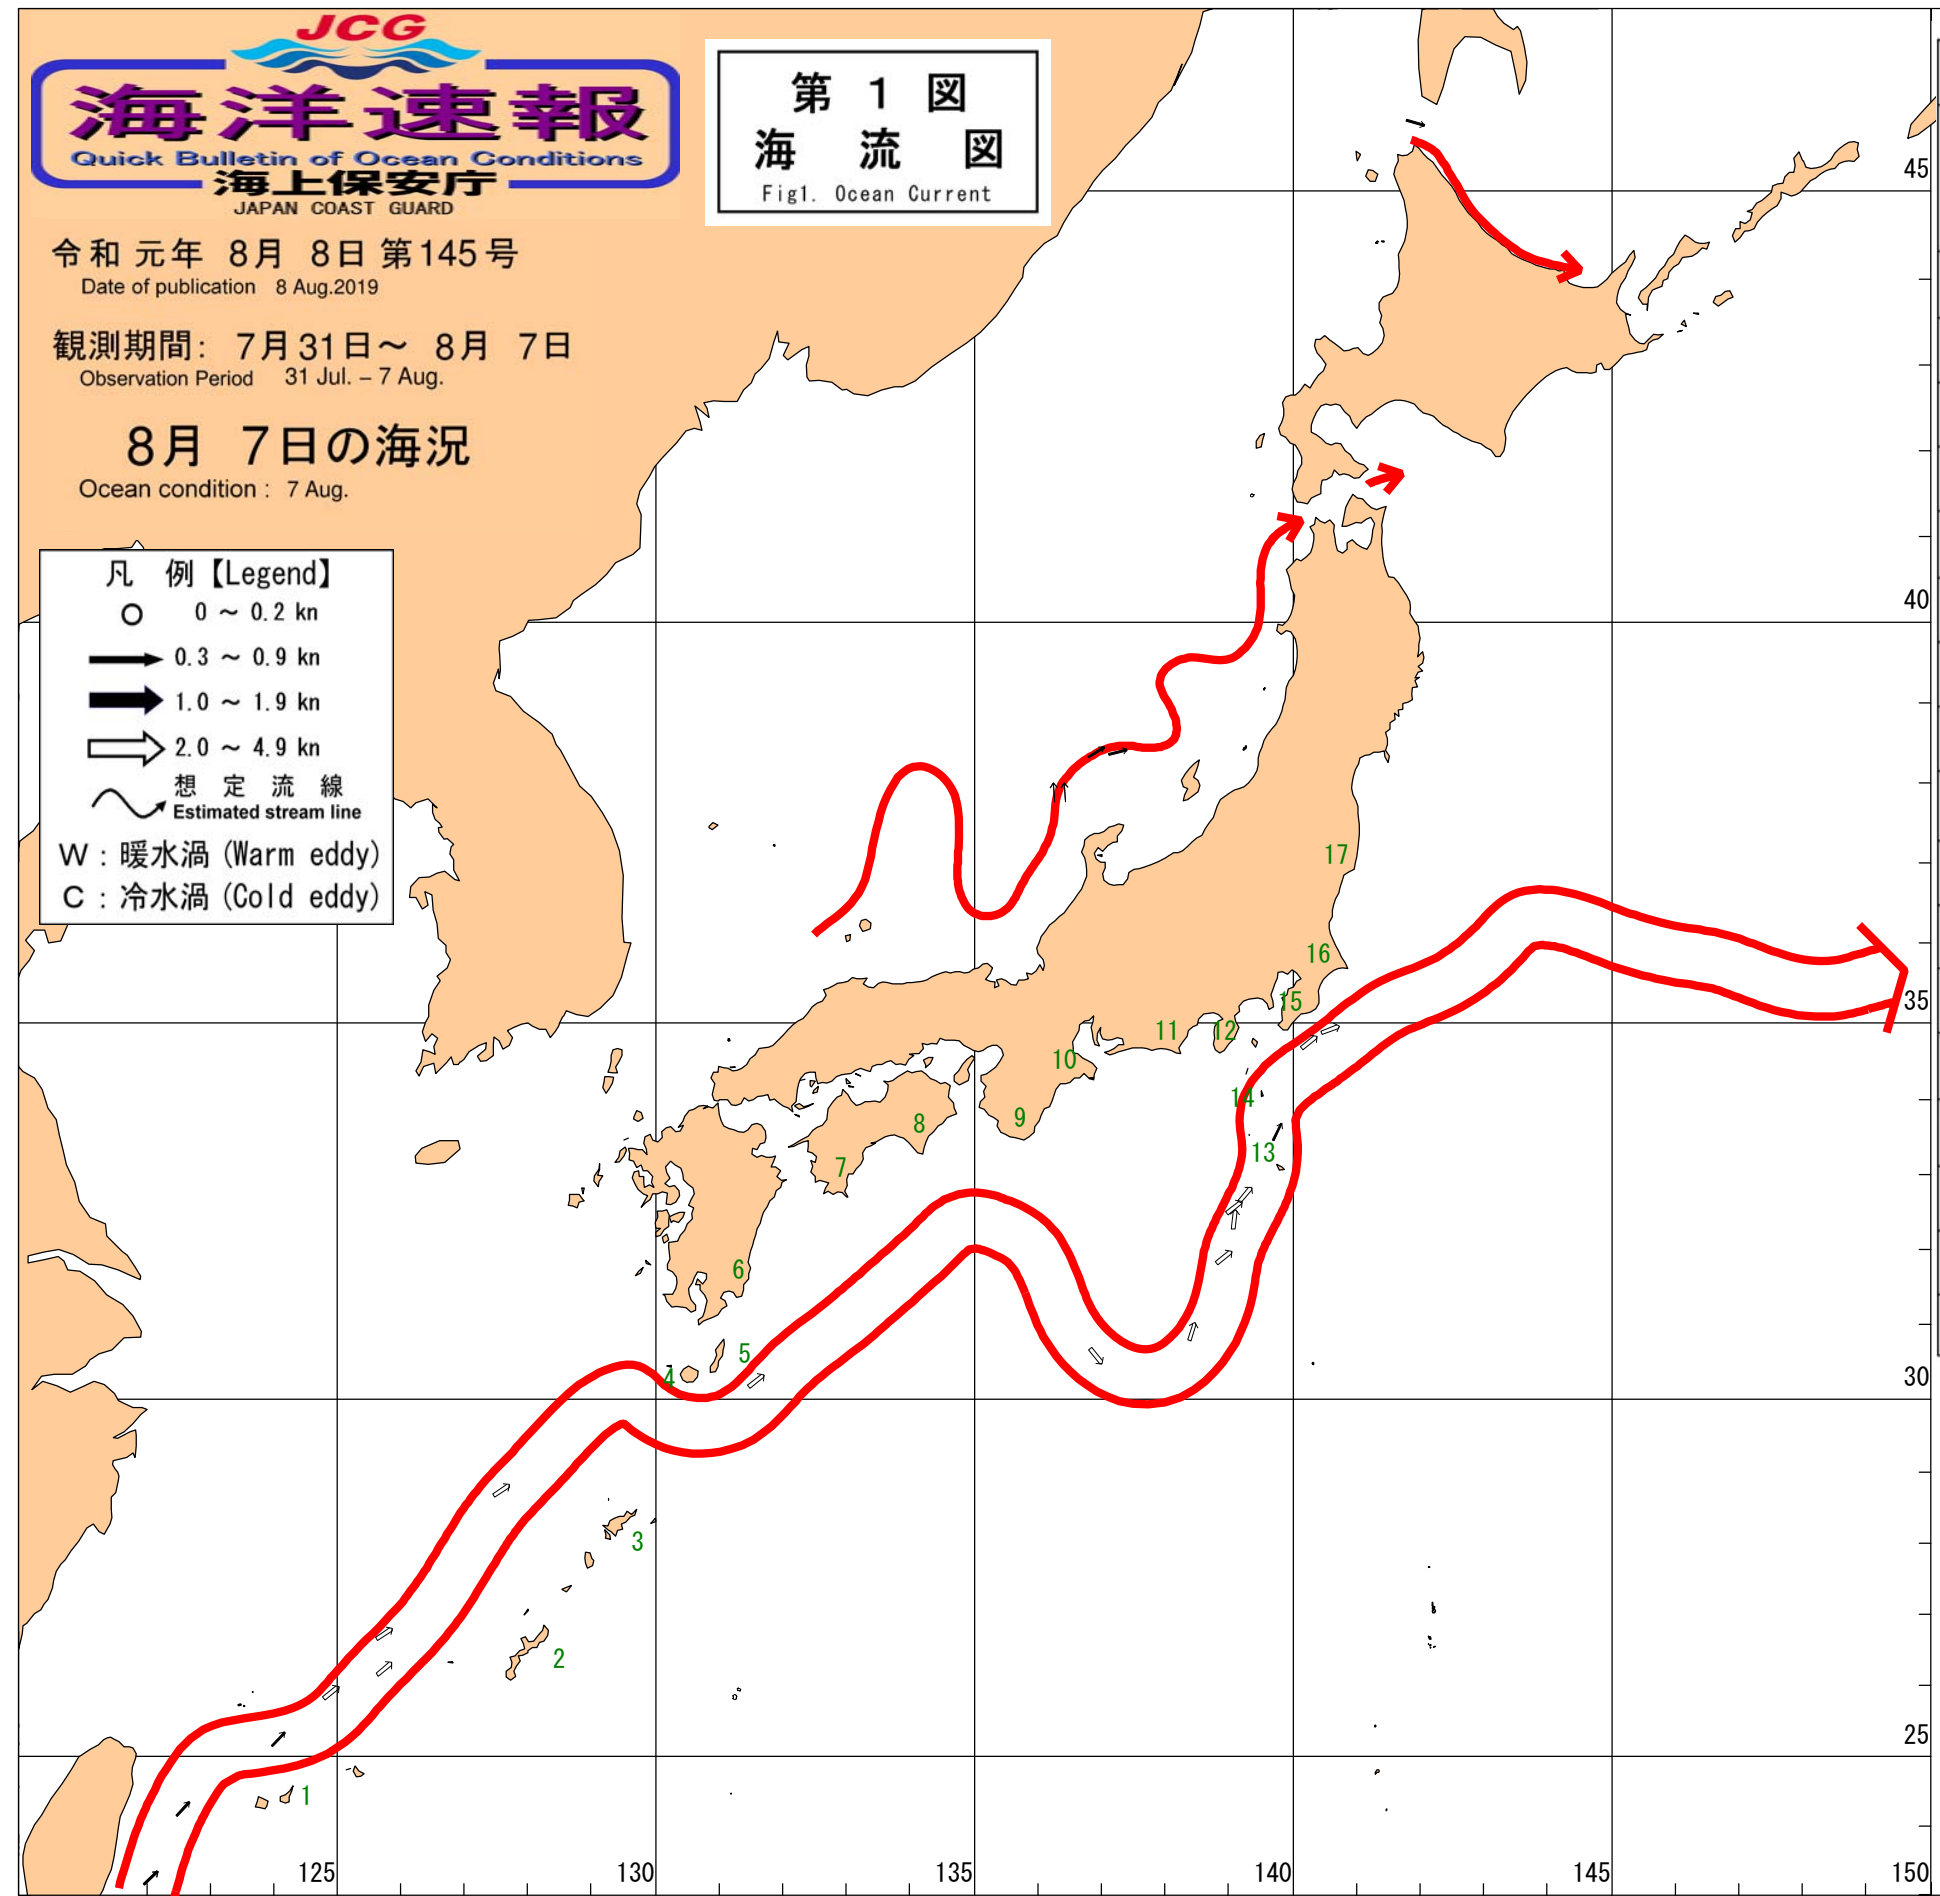 JCG
海洋速報
Quick Bulletin of Ocean Conditions
海上保安庁
JAPAN COAST GUARD
第 1 図
海 流 図
Fig1. Ocean Current
令和 元年 8月 8日 第145号
Date of publication 8 Aug.2019
観測期間: 7月31日～ 8月 7日
Observation Period 31 Jul. – 7 Aug.
8月 7日の海況
Ocean condition : 7 Aug.
凡 例【Legend】
0 ～ 0.2 kn
0.3 ～ 0.9 kn
1.0 ～ 1.9 kn
2.0 ～ 4.9 kn
想 定 流 線
Estimated stream line
W : 暖水渦 (Warm eddy)
C : 冷水渦 (Cold eddy)
45
40
17
16
35
15
12
11
10
14
9
8
13
7
6
5
4
30
3
2
25
1
125
130
135
140
145
150